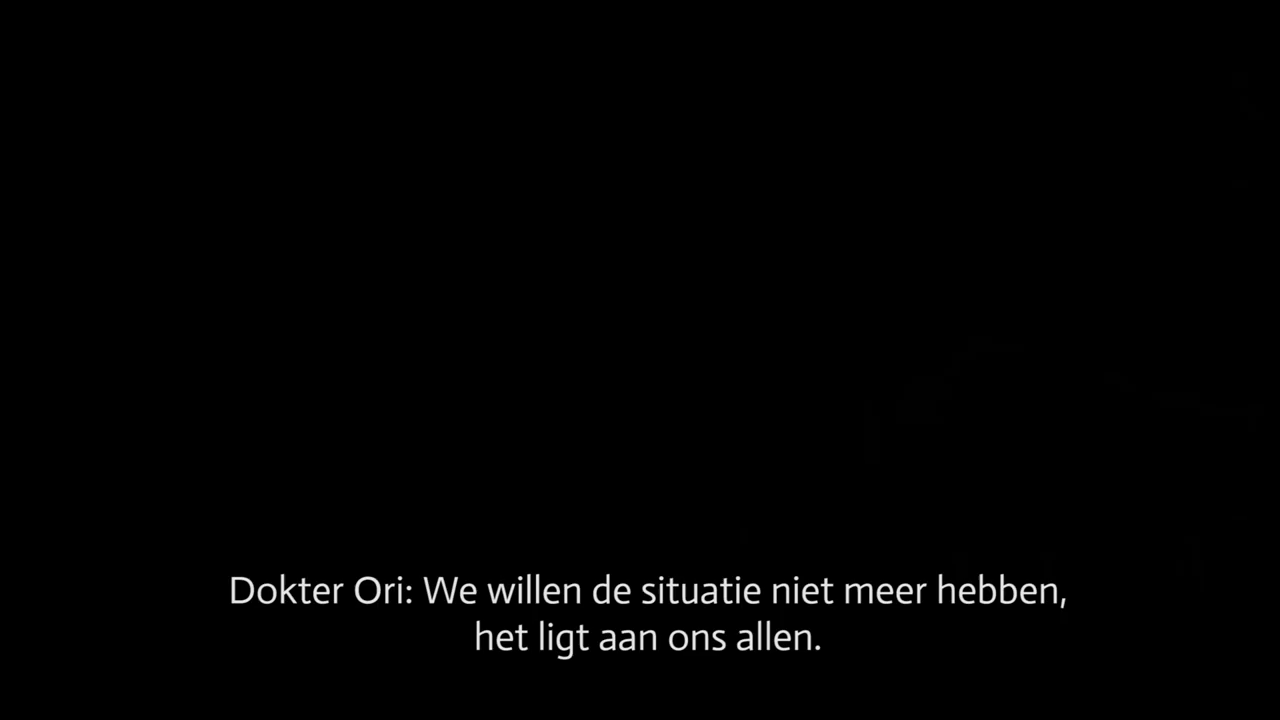 Dokter Ori: We willen de situatie niet meer hebben,
het ligt aan ons allen.